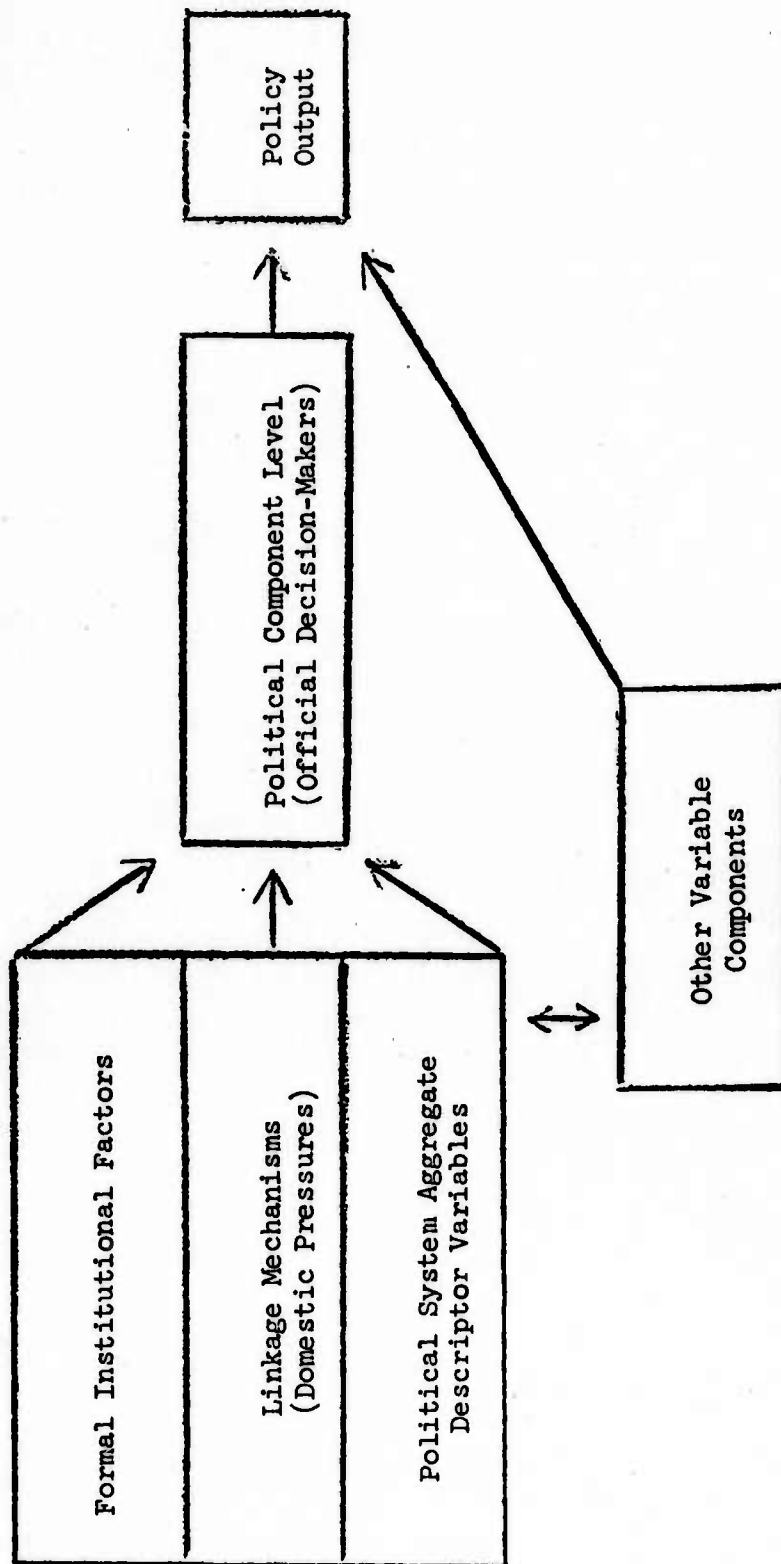 Formal Institutional Factors
Linkage Mechanisms
(Domestic Pressures)
Political System Aggregate
Descriptor Variables
Political Component Level
(Official Decision-Makers)
Policy
Output
Other Variable
Components